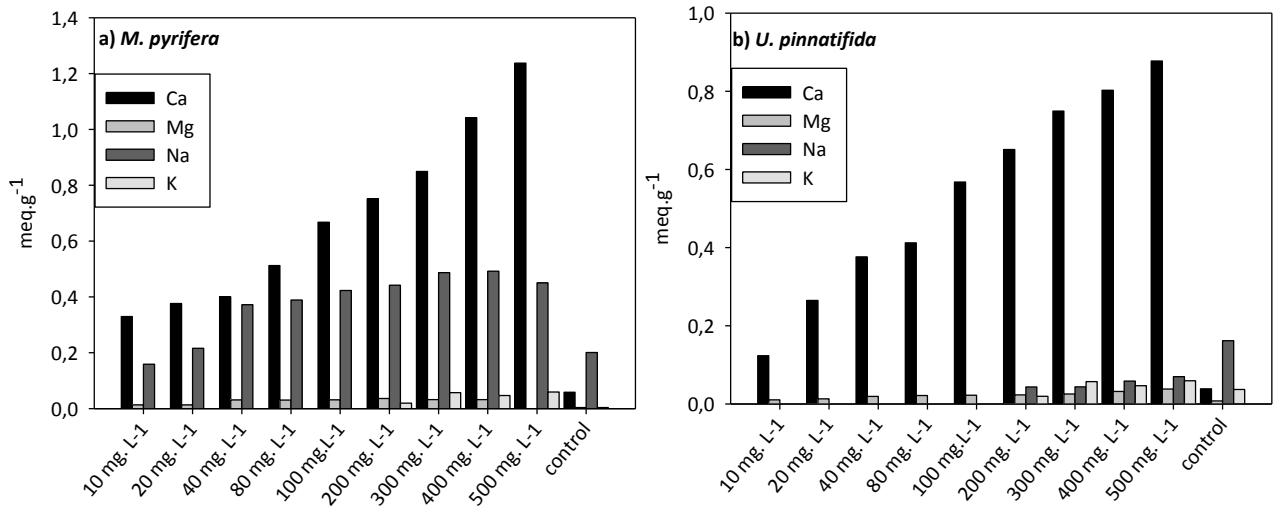 a) M. pyrifera
Ca
Mg
Na
K
meq.g-1
1,4
1,2
1,0
0,8
0,6
0,4
0,2
0,0
10 mg. L-1
20 mg. L-1
40 mg. L-1
80 mg. L-1
100 mg.L-1
200 mg. L-1
300 mg. L-1
400 mg. L-1
500 mg. L-1
control
b) U. pinnatifida
Ca
Mg
Na
K
meq.g-1
1,0
0,8
0,6
0,4
0,2
0,0
10 mg. L-1
20 mg. L-1
40 mg. L-1
80 mg. L-1
100 mg.L-1
200 mg. L-1
300 mg. L-1
400 mg. L-1
500 mg. L-1
control